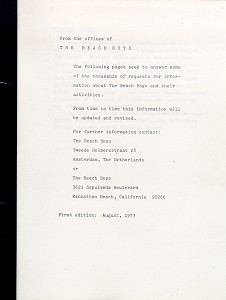 From the offices of
THE BEACH BOYS
The following pages seek to answer some
of the thousands of requests for infor-
mation about The Beach Boys and their
activities.
From time to time this information will
be updated and revised.
For further information contact:
The Beach Boys
Tweede Helmersstraat 28
Amsterdam, The Netherlands
or
The Beach Boys
3621 Sepulveda Boulevard
Manhattan Beach, California 90266
First edition: August, 1973